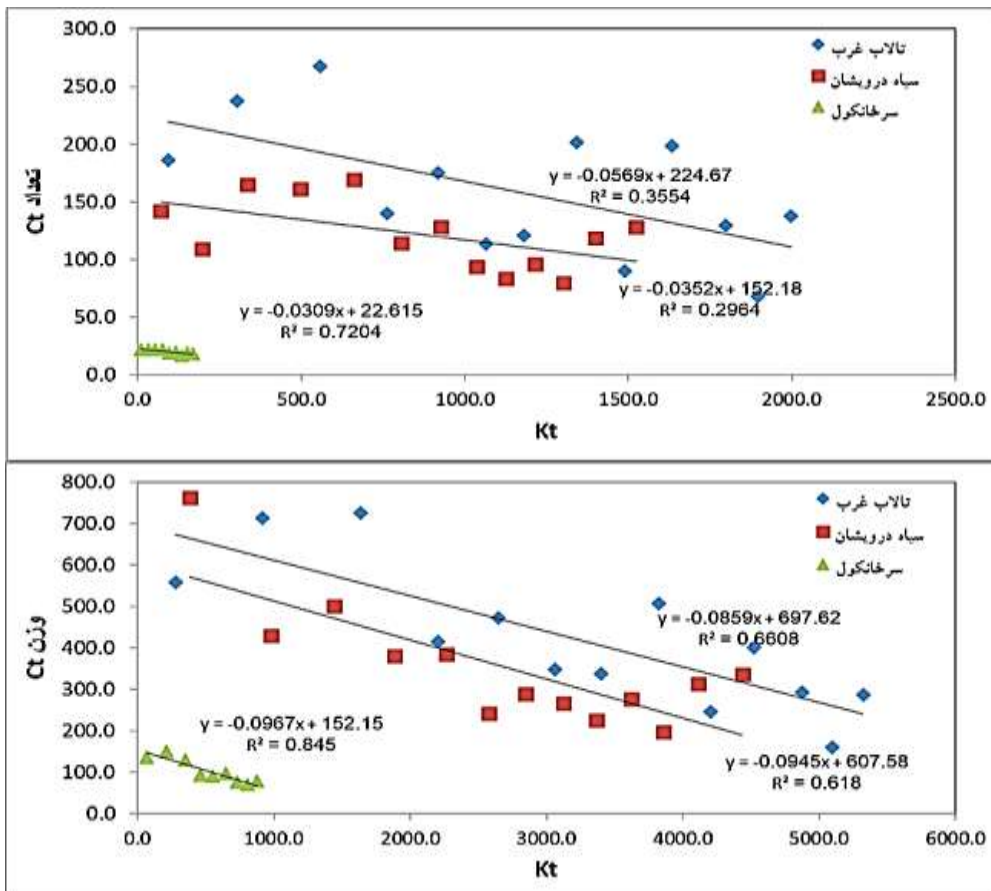 300.0
250.0
200.0
150.0
100.0
50.0
0.0
تعداد Ct
تالاب غرب
سیاه درویشان
سرخانکول
y = -0.0569x + 224.67
R² = 0.3554
y = -0.0352x + 152.18
R² = 0.2964
y = -0.0309x + 22.615
R² = 0.7204
0.0 500.0 1000.0 1500.0 2000.0 2500.0
Kt
800.0
700.0
600.0
500.0
400.0
300.0
200.0
100.0
0.0
وزن Ct
تالاب غرب
سیاه درویشان
سرخانکول
y = -0.0859x + 697.62
R² = 0.6608
y = -0.0967x + 152.15
R² = 0.845
y = -0.0945x + 607.58
R² = 0.618
0 1000.0 2000.0 3000.0 4000.0 5000.0 6000.0
Kt